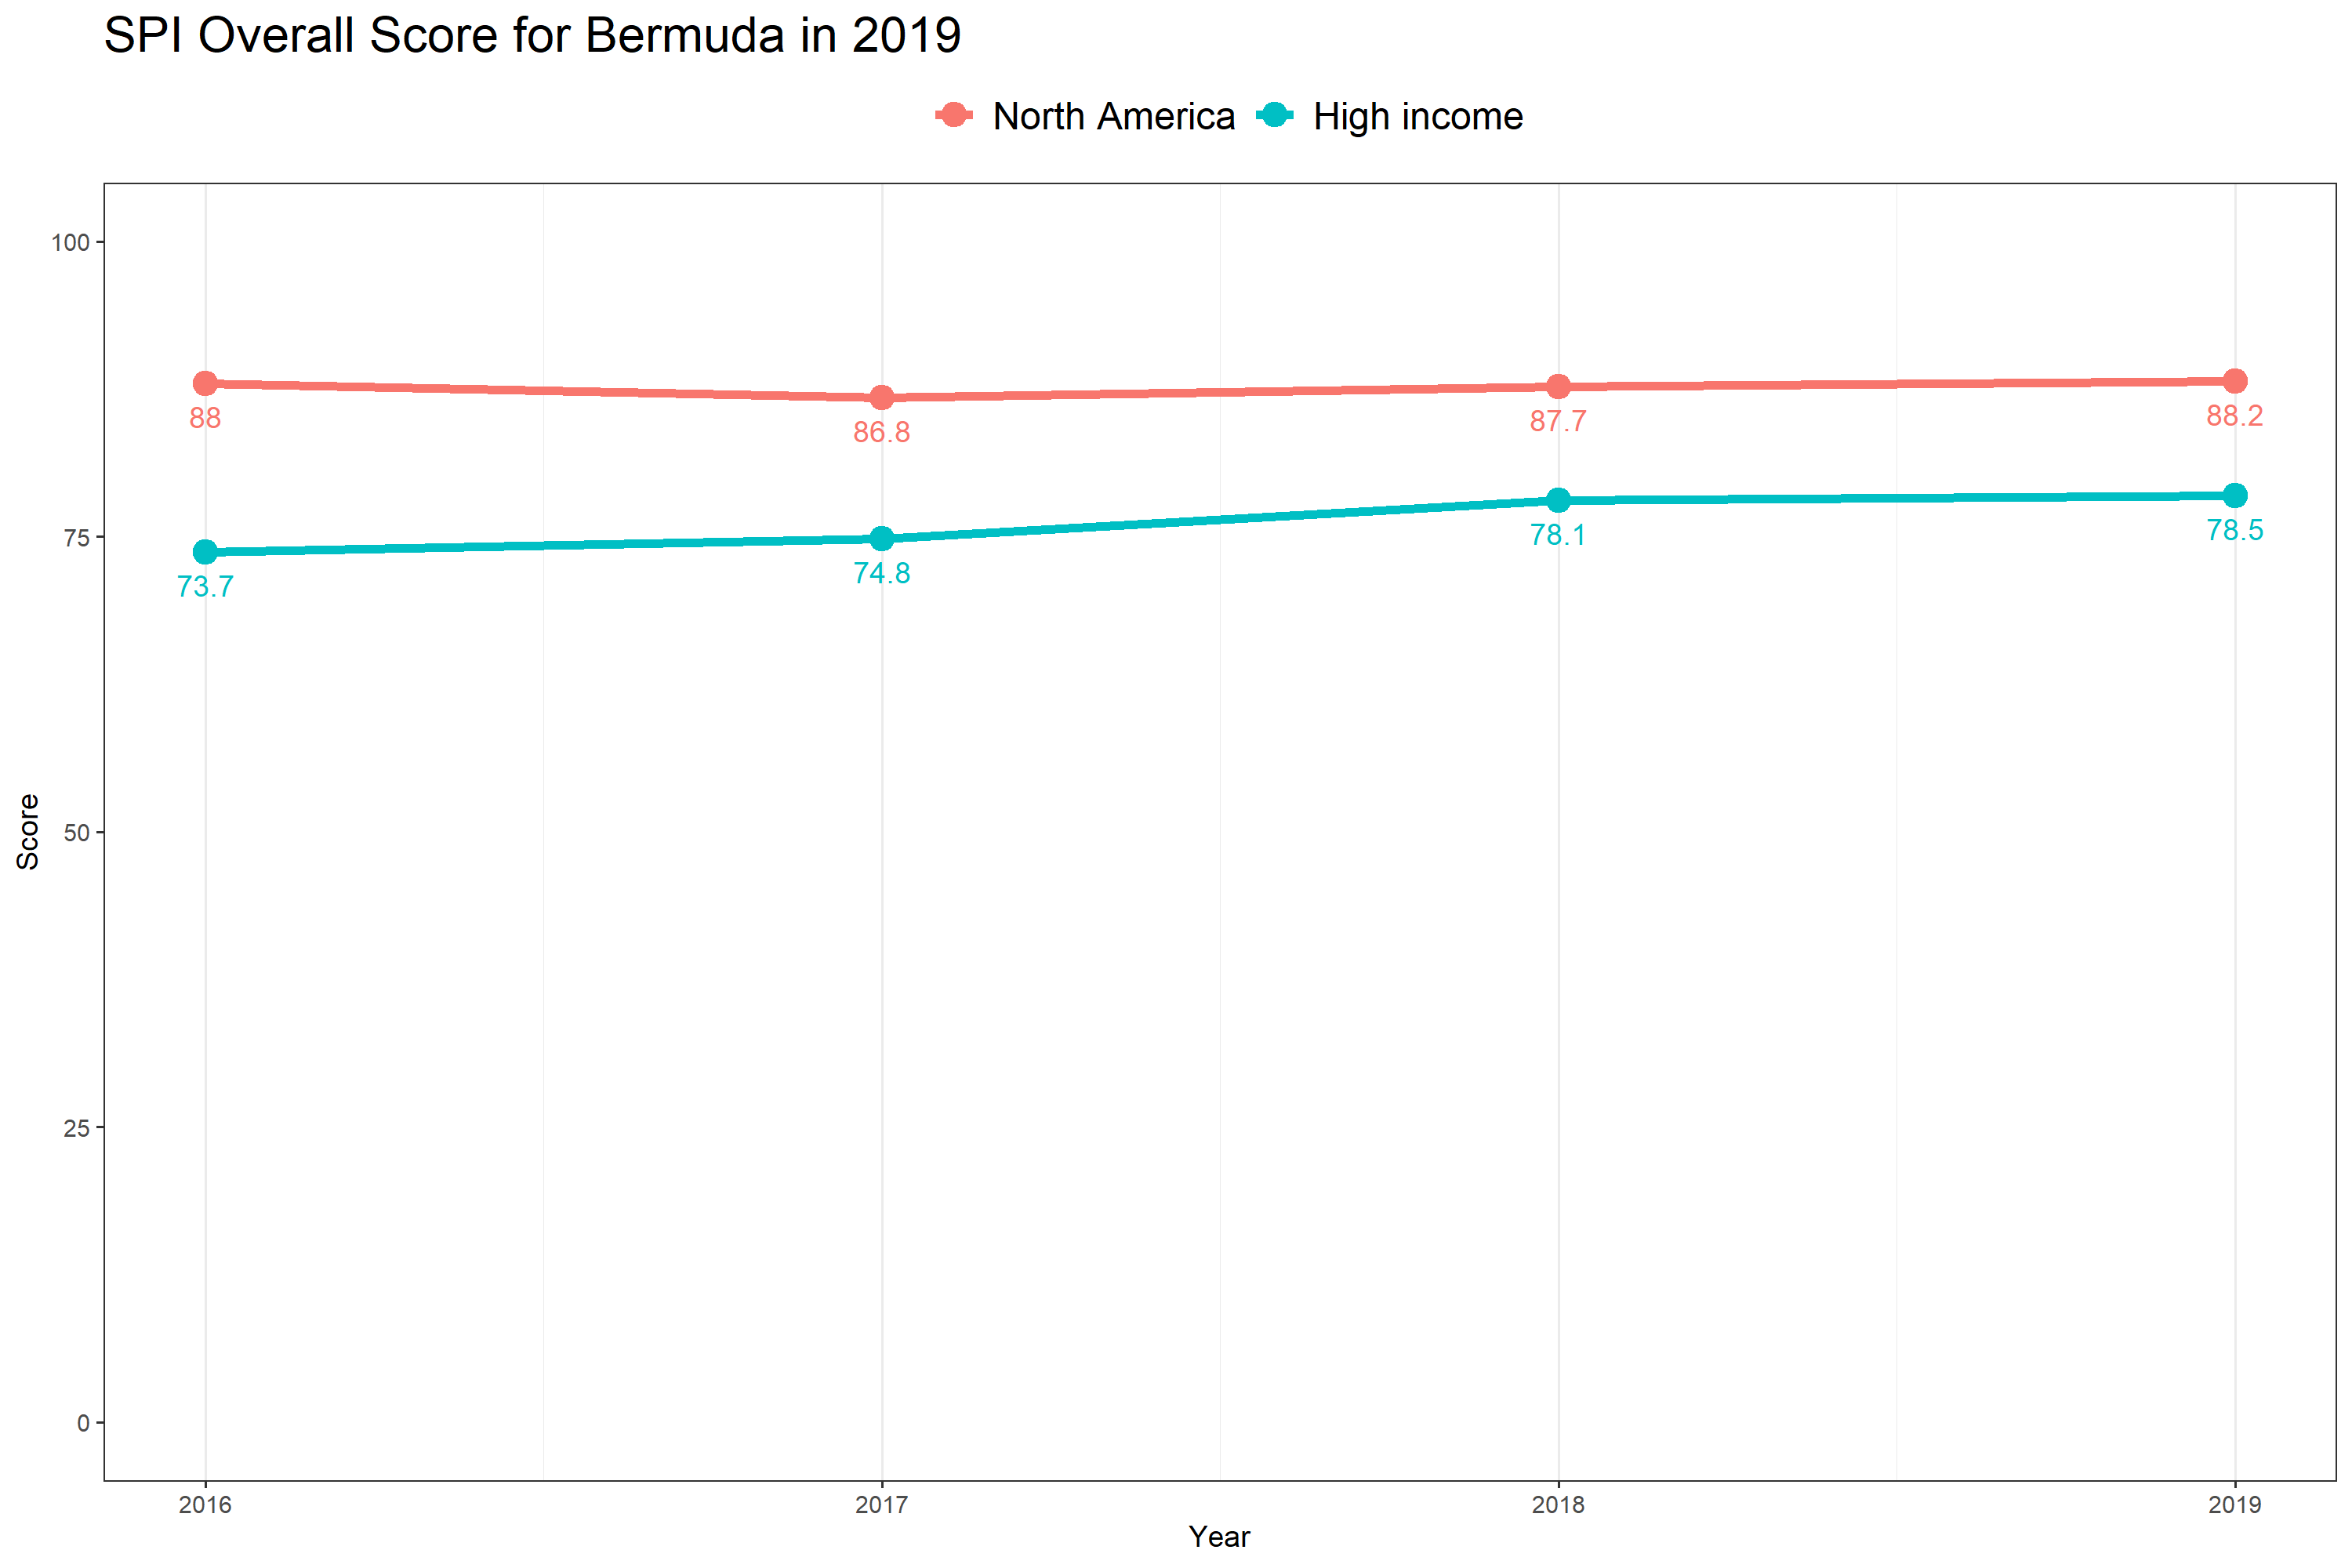 SPI Overall Score for Bermuda in 2019
North America High income
100
75
50
25
0
Score
88 86.8 87.7 88.2
73.7 74.8 78.1 78.5
2016 2017 2018 2019
Year